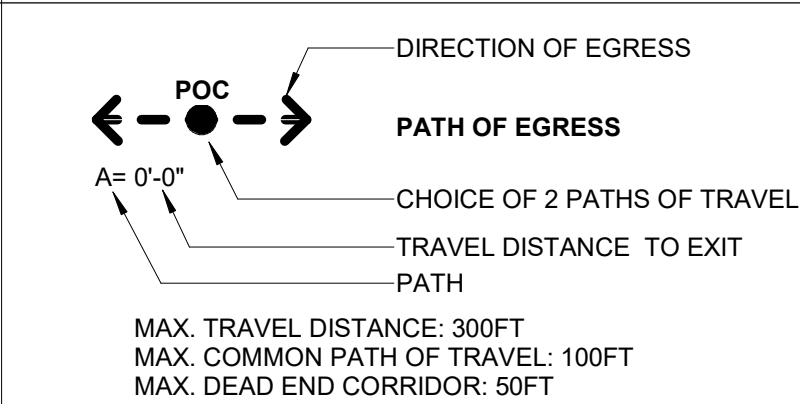 DIRECTION OF EGRESS
POC
PATH OF EGRESS
A= 0'-0"
CHOICE OF 2 PATHS OF TRAVEL
TRAVEL DISTANCE TO EXIT
PATH
MAX. TRAVEL DISTANCE: 300FT
MAX. COMMON PATH OF TRAVEL: 100FT
MAX. DEAD END CORRIDOR: 50FT